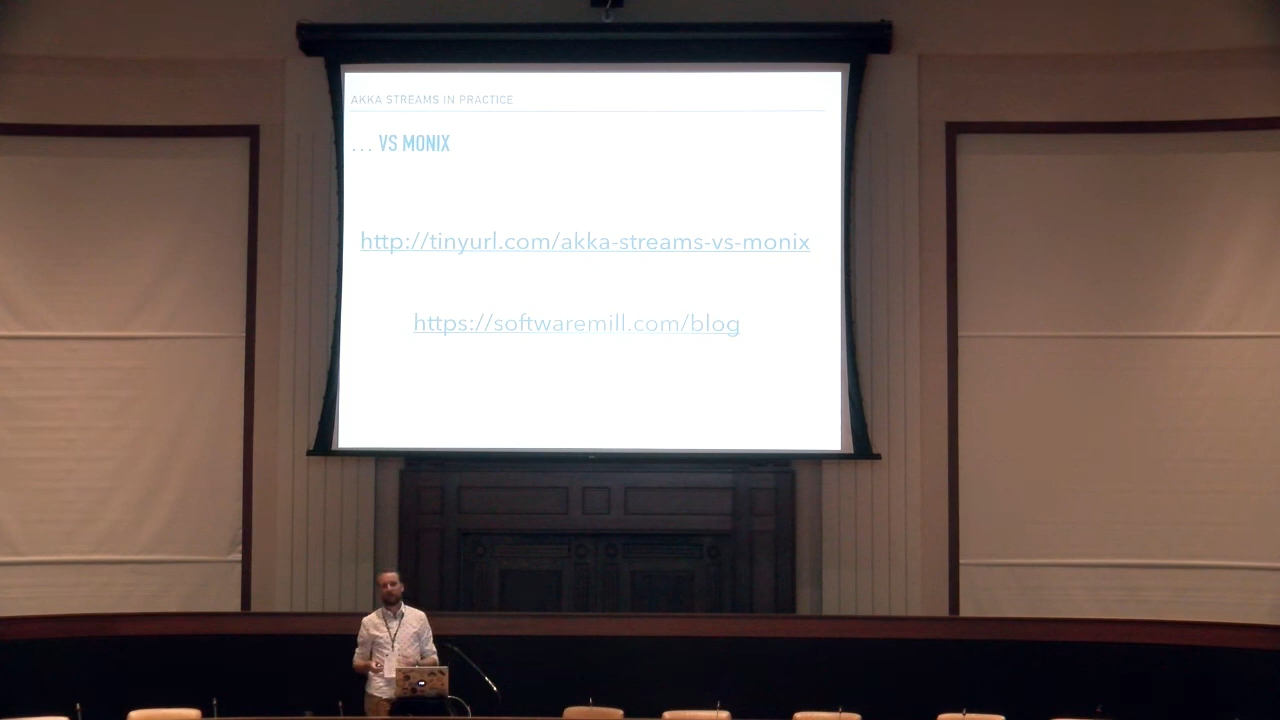 AKKA STREAMS IN PRACTICE
... VS MONIX
http://tinyurl.com/akka-streams-vs-monix
https://softwaremill.com/blog